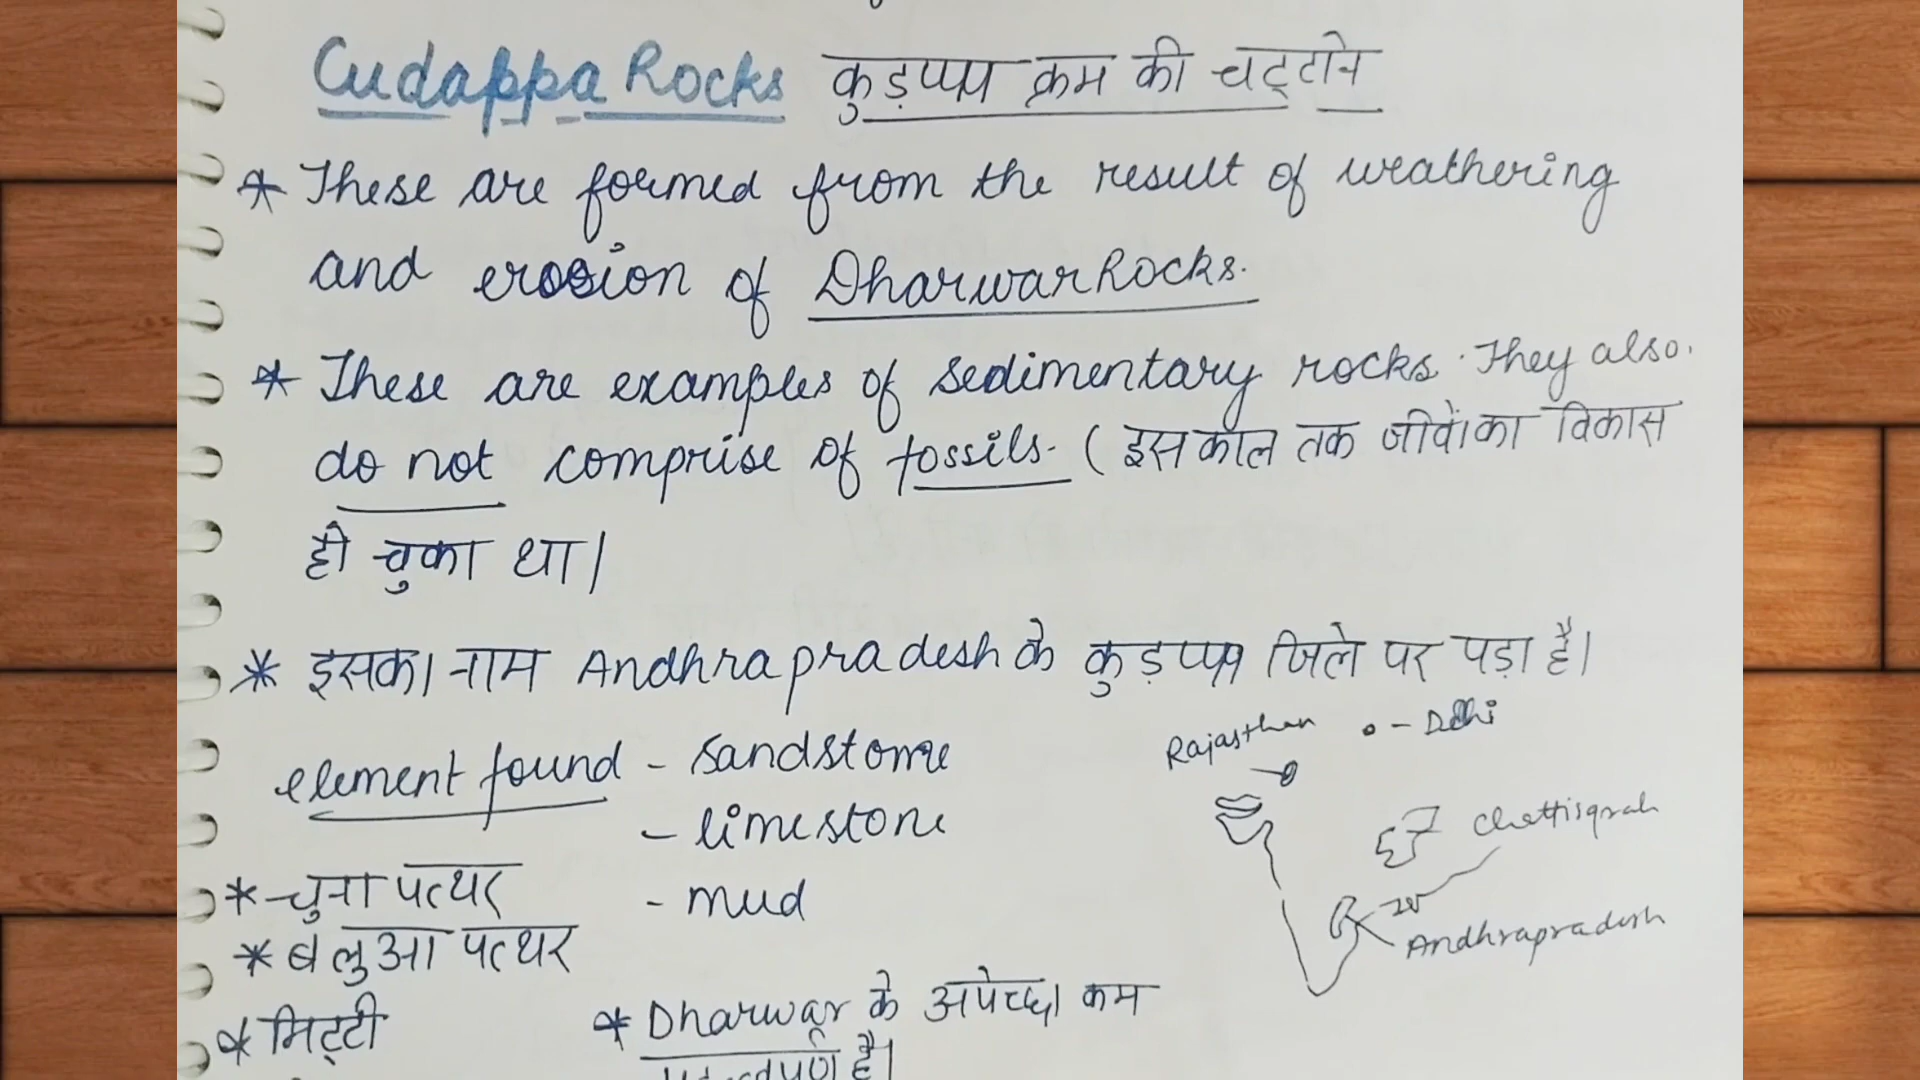 Cudappa Rocks कुड़प्पा क्रम की चट्टाने
* These are formed from the result of weathering
and erosion of Dharwar Rocks.
* These are examples of sedimentary rocks. They also
do not comprise of fossils. (इस काल तक जीवों का विकास
हो चुका था।
* इसका नाम Andhrapradesh के कुड़प्पा जिले पर पड़ा है।
Rajasthan - Delhi
element found - sandstone
- limestone
Chettisgrah
* चुना पत्थर - mud
Andhrapradesh
* बलुआ पत्थर
* मिट्टी * Dharwar के अपेच्छा कम
है।